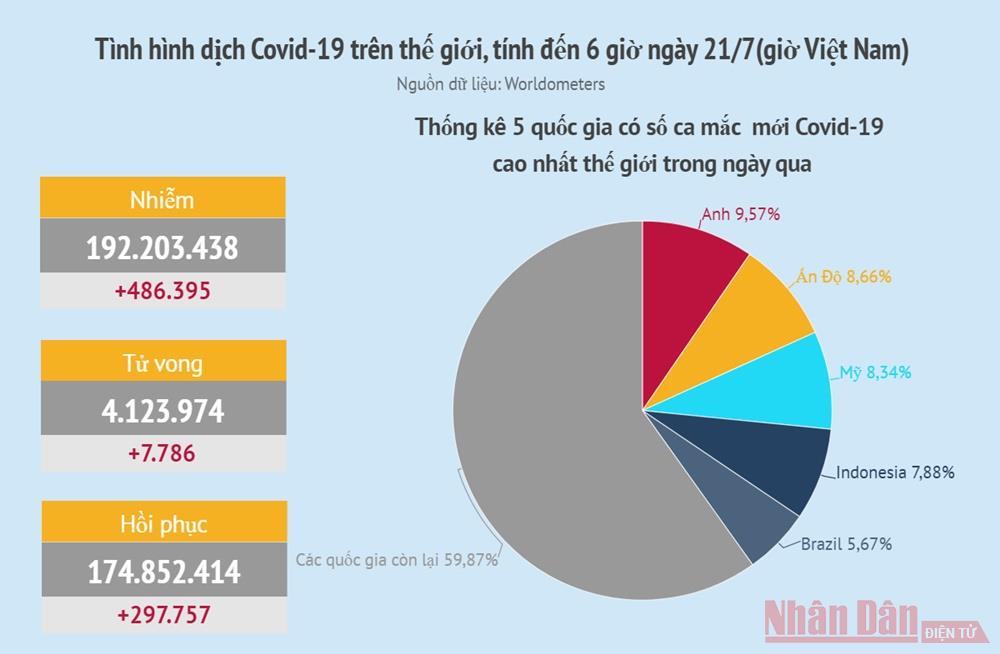 Tình hình dịch Covid-19 trên thế giới, tính đến 6 giờ ngày 21/7(giờ Việt Nam)
Nguồn dữ liệu: Worldometers
Thống kê 5 quốc gia có số ca mắc mới Covid-19
cao nhất thế giới trong ngày qua
Nhiễm
192.203.438
+486.395
Tử vong
4.123.974
+7.786
Hồi phục
174.852.414
+297.757
Anh 9,57%
Ấn Độ 8,66%
Mỹ 8,34%
Indonesia 7,88%
Brazil 5,67%
Các quốc gia còn lại 59,87%
Nhân Dân
ĐIỆN TỬ